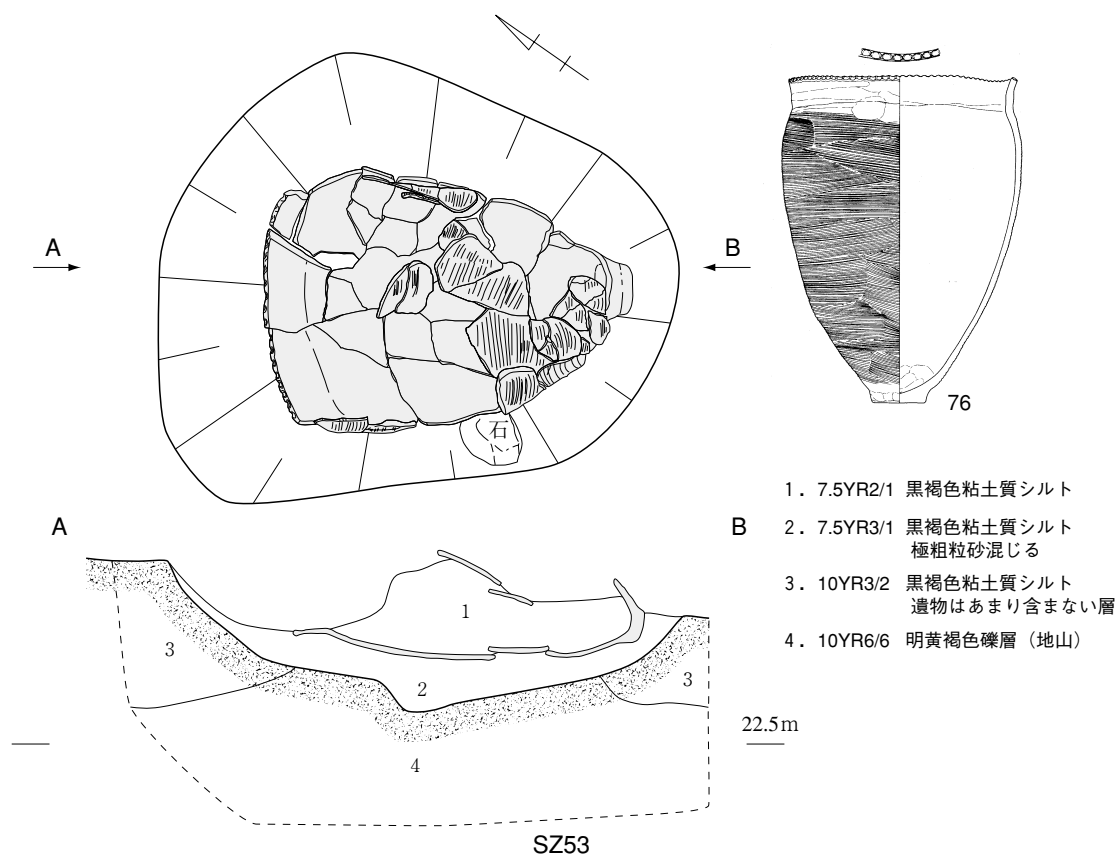 A
B
石
76
1．7.5YR2/1 黒褐色粘土質シルト
2．7.5YR3/1 黒褐色粘土質シルト
極粗粒砂混じる
3．10YR3/2 黒褐色粘土質シルト
遺物はあまり含まない層
4．10YR6/6 明黄褐色礫層（地山）
A
B
1
2
3
3
4
22.5m
SZ53